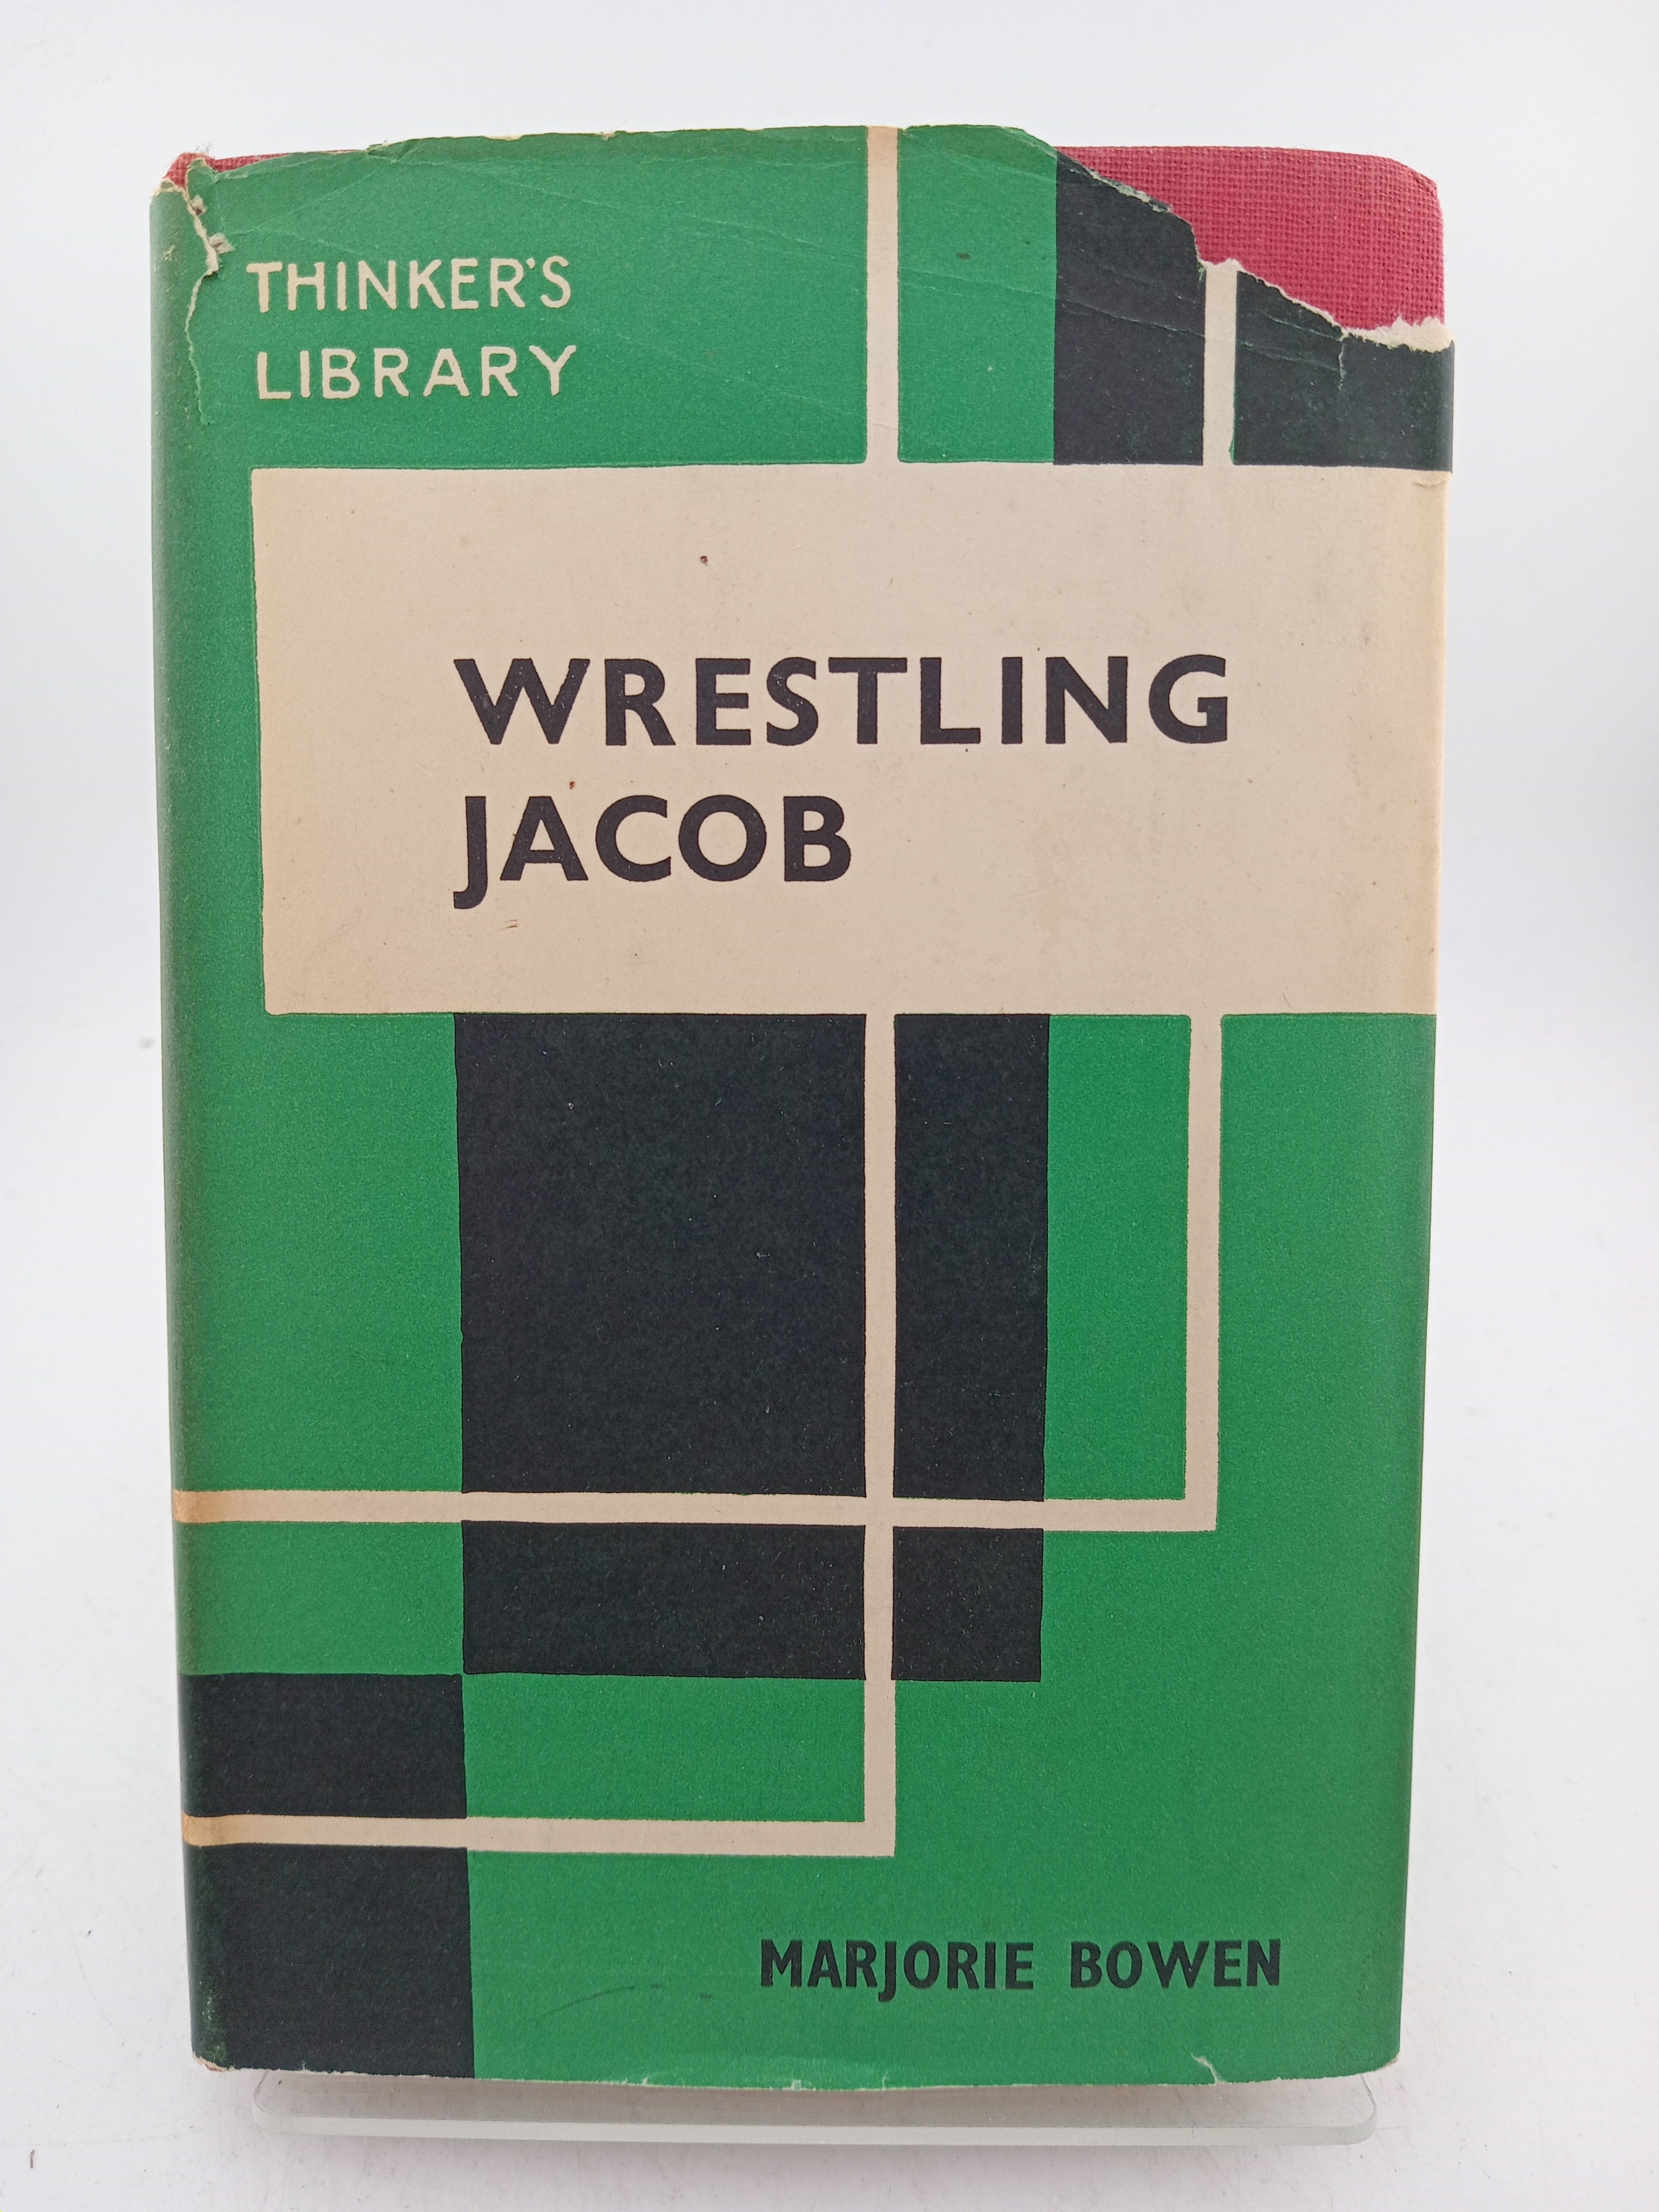 THINKER'S
LIBRARY
WRESTLING
JACOB
MARJORIE BOWEN